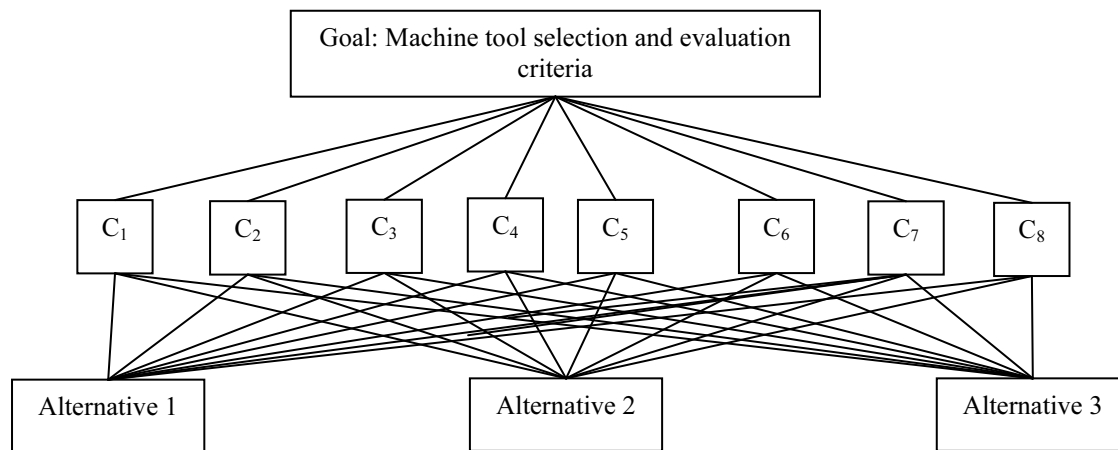 Goal: Machine tool selection and evaluation
criteria
C₁ C₂ C₃ C₄ C₅ C₆ C₇ C₈
Alternative 1 Alternative 2 Alternative 3